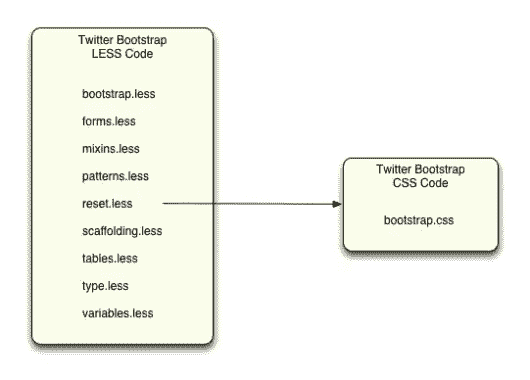 Twitter Bootstrap
LESS Code
bootstrap.less
forms.less
mixins.less
patterns.less
reset.less
scaffolding.less
tables.less
type.less
variables.less
Twitter Bootstrap
CSS Code
bootstrap.css